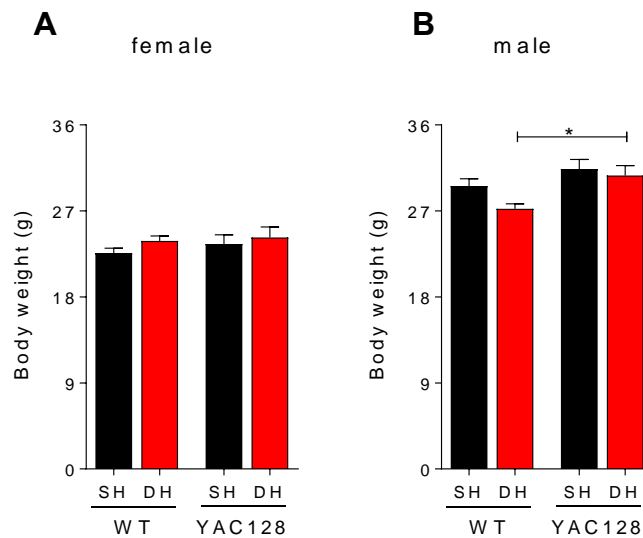 A
female
Body weight (g)
36
27
18
9
0
SH DH SH DH
WT YAC128
B
male
Body weight (g)
36
27
18
9
0
*
SH DH SH DH
WT YAC128